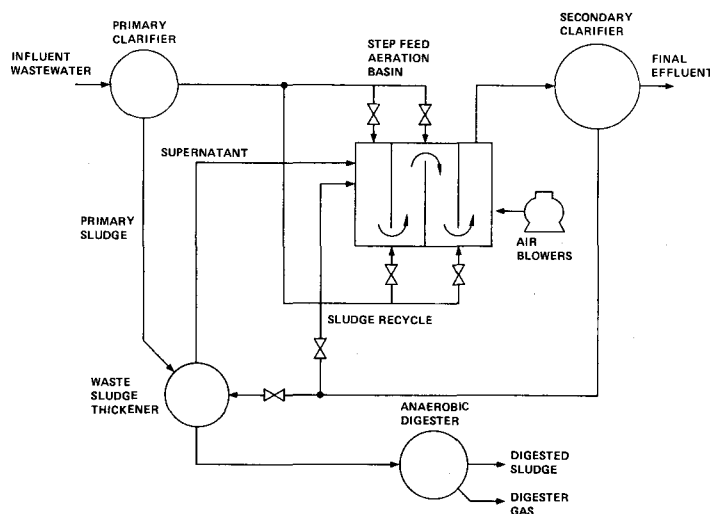 PRIMARY
CLARIFIER
INFLUENT
WASTEWATER
STEP FEED
AERATION
BASIN
SECONDARY
CLARIFIER
FINAL
EFFLUENT
SUPERNATANT
PRIMARY
SLUDGE
AIR
BLOWERS
SLUDGE RECYCLE
WASTE
SLUDGE
THICKENER
ANAEROBIC
DIGESTER
DIGESTED
SLUDGE
DIGESTER
GAS